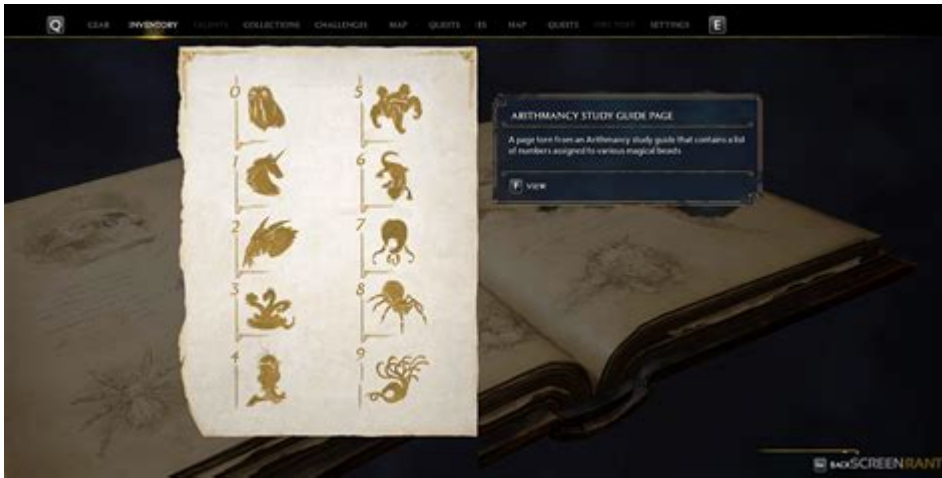 Q GEAR INVENTORY TALENTS COLLECTIONS CHALLENGES MAP QUESTS ES MAP QUESTS SETTINGS E
0
1
2
3
4
5
6
7
8
9
ARITHMANCY STUDY GUIDE PAGE
A page torn from an Arithmancy study guide that contains a list
of numbers assigned to various magical beasts
F VIEW
BACK
SCREENRANT